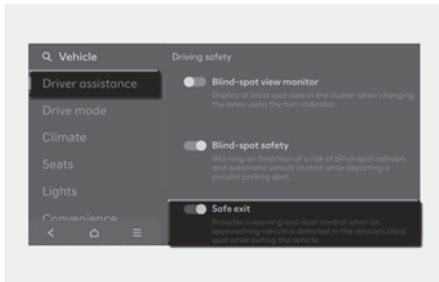 Vehicle
Driver assistance
Drive mode
Climate
Seats
Lights
Convenience
Driving safety
Blind-spot view monitor
Display of blind spot view in the cluster when changing
the lanes using the turn indicator
Blind-spot safety
Warning on detection of a risk of blind-spot collision,
and automatic vehicle control while departing a
parallel parking spot.
Safe exit
Provides a warning and door control when an
approaching vehicle is detected in the vehicle's blind
spot while exiting the vehicle.